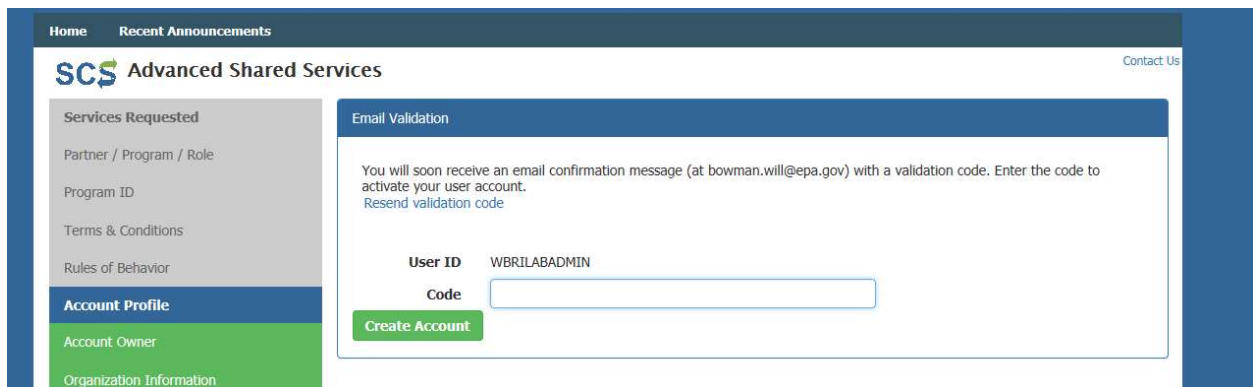 Home Recent Announcements
SCS Advanced Shared Services
Contact Us
Services Requested
Partner / Program / Role
Program ID
Terms & Conditions
Rules of Behavior
Account Profile
Account Owner
Organization Information
Email Validation
You will soon receive an email confirmation message (at bowman.will@epa.gov) with a validation code. Enter the code to
activate your user account.
Resend validation code
User ID WBRILABADMIN
Code
Create Account